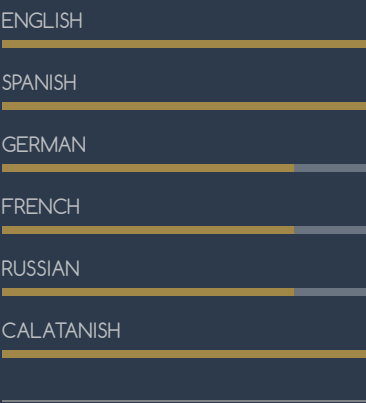 ENGLISH
SPANISH
GERMAN
FRENCH
RUSSIAN
CALATANISH